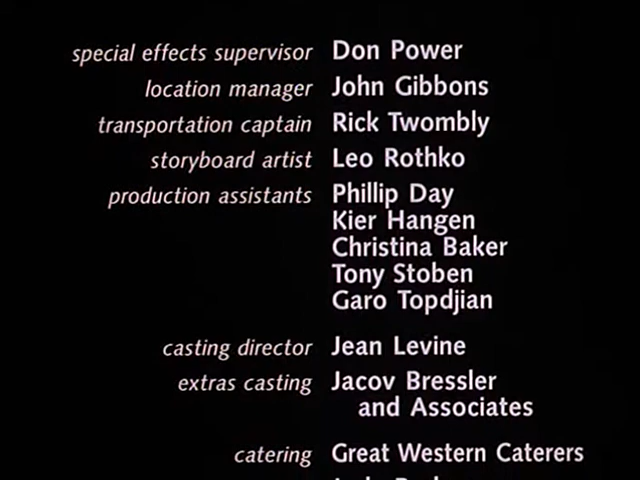 special effects supervisor Don Power
location manager John Gibbons
transportation captain Rick Twombly
storyboard artist Leo Rothko
production assistants Phillip Day
Kier Hangen
Christina Baker
Tony Stoben
Garo Topdjian
casting director Jean Levine
extras casting Jacov Bressler
and Associates
catering Great Western Caterers